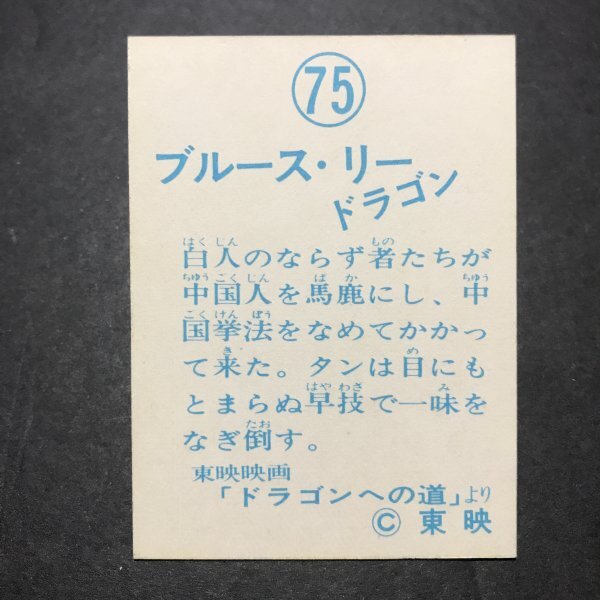 75
ブルース・リー
ドラゴン
白人のならず者たちが
中国人を馬鹿にし、中
国挙法をなめてかかっ
て来た。タンは目にも
とまらぬ早技で一味を
なぎ倒す。
東映映画
「ドラゴンへの道」より
©東映